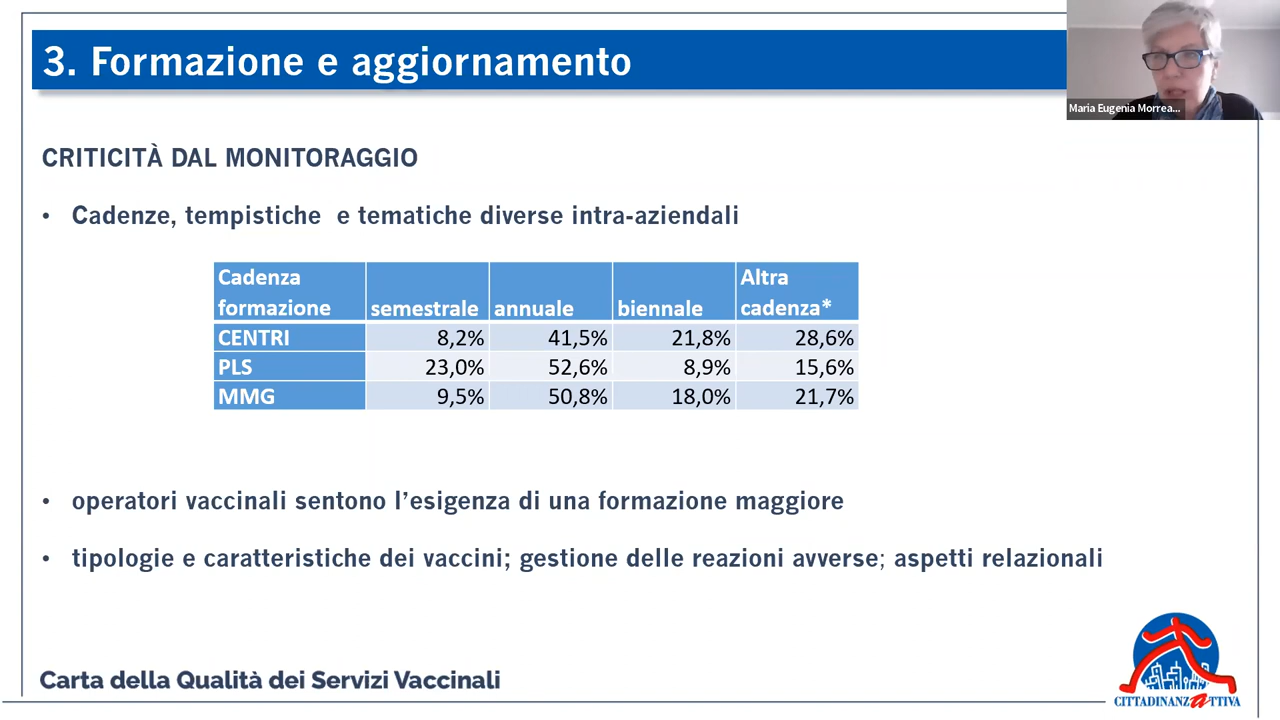 3. Formazione e aggiornamento
Maria Eugenia Morrea...
CRITICITÀ DAL MONITORAGGIO
• Cadenze, tempistiche e tematiche diverse intra-aziendali
Cadenza formazione semestrale annuale biennale Altra cadenza*
CENTRI 8,2% 41,5% 21,8% 28,6%
PLS 23,0% 52,6% 8,9% 15,6%
MMG 9,5% 50,8% 18,0% 21,7%
• operatori vaccinali sentono l’esigenza di una formazione maggiore
• tipologie e caratteristiche dei vaccini; gestione delle reazioni avverse; aspetti relazionali
Carta della Qualità dei Servizi Vaccinali
CITTADINANZATTIVA